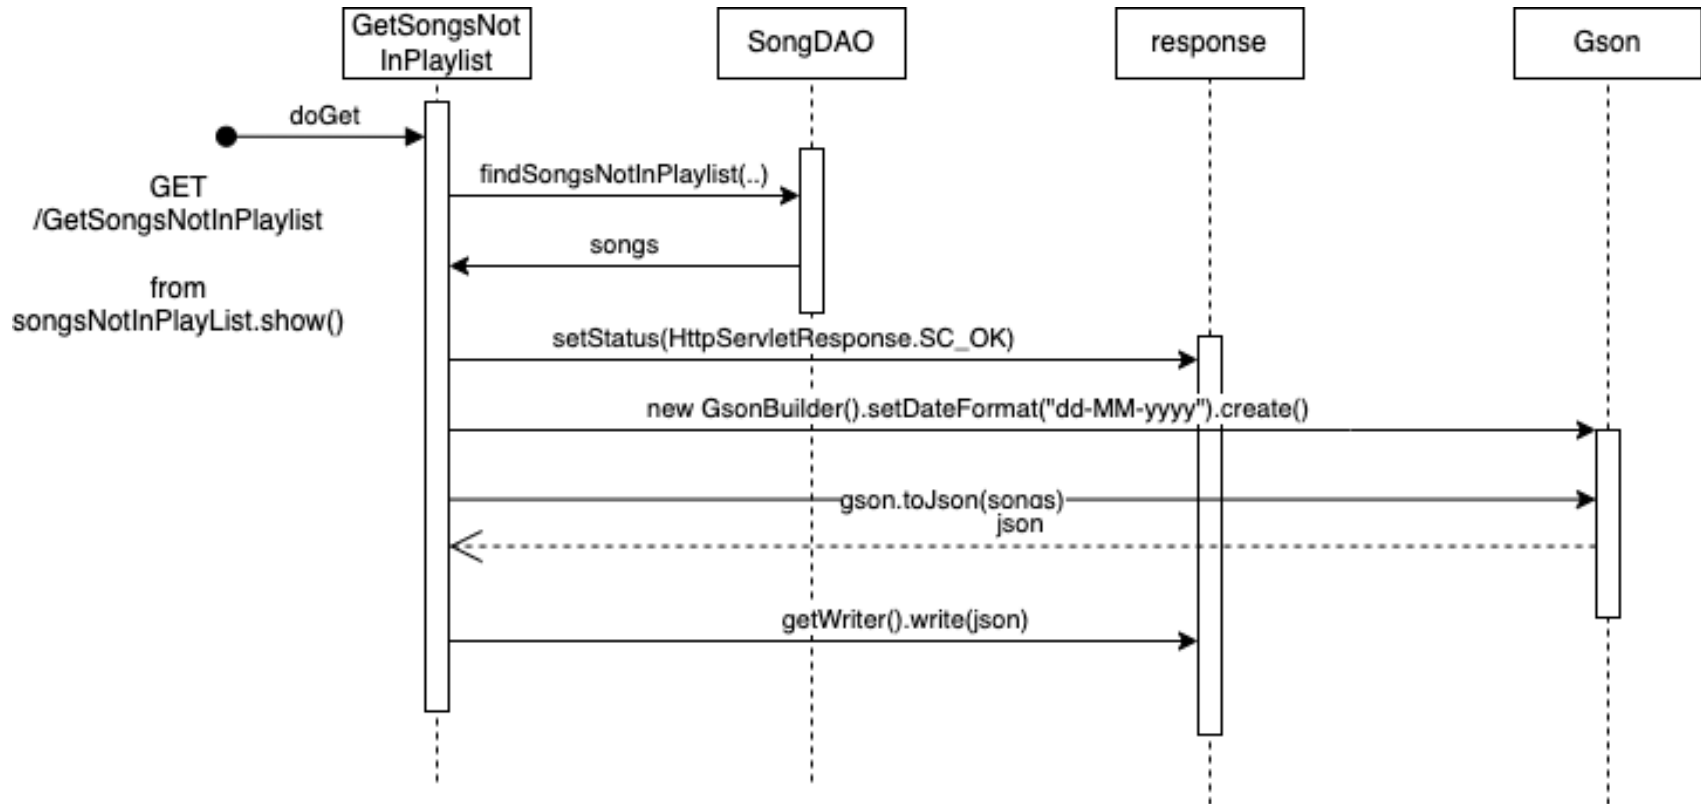 GetSongsNot
InPlaylist
SongDAO
response
Gson
doGet
GET
/GetSongsNotInPlaylist
from
songsNotInPlayList.show()
findSongsNotInPlaylist(..)
songs
setStatus(HttpServletResponse.SC_OK)
new GsonBuilder().setDateFormat("dd-MM-yyyy").create()
gson.toJson(songs)
json
getWriter().write(json)